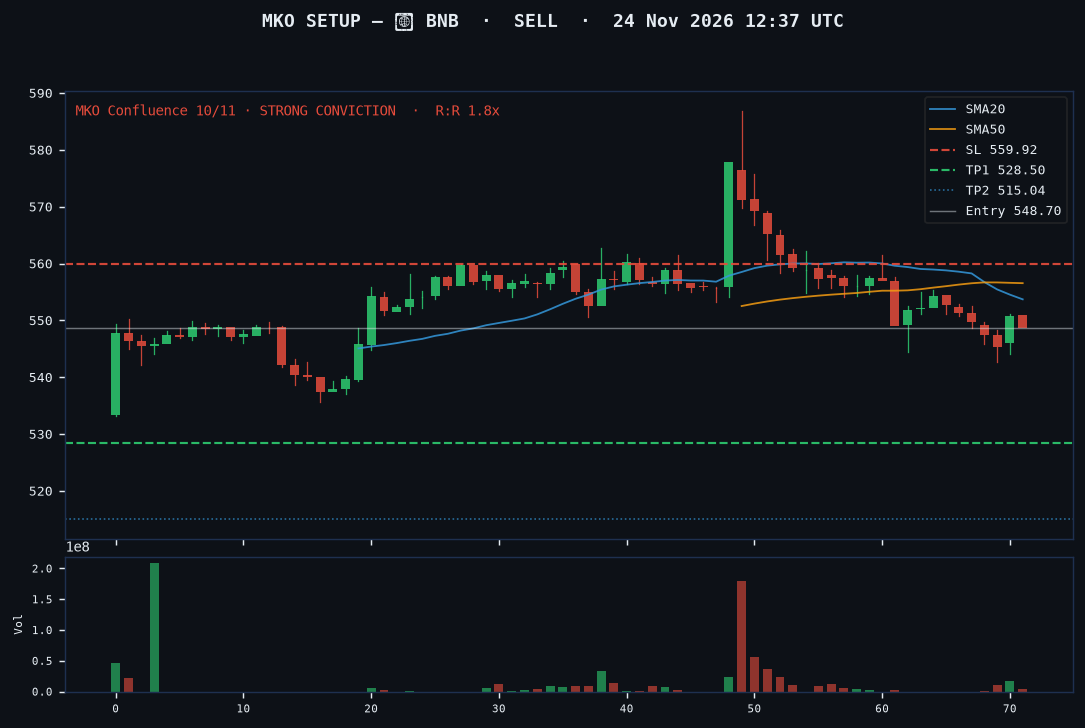 MKO SETUP — 🌐 BNB · SELL · 24 Nov 2026 12:37 UTC
MKO Confluence 10/11 · STRONG CONVICTION · R:R 1.8x
SMA20
SMA50
SL 559.92
TP1 528.50
TP2 515.04
Entry 548.70
590
580
570
560
550
540
530
520
1e8
2.0
1.5
1.0
0.5
0.0
Vol
0 10 20 30 40 50 60 70